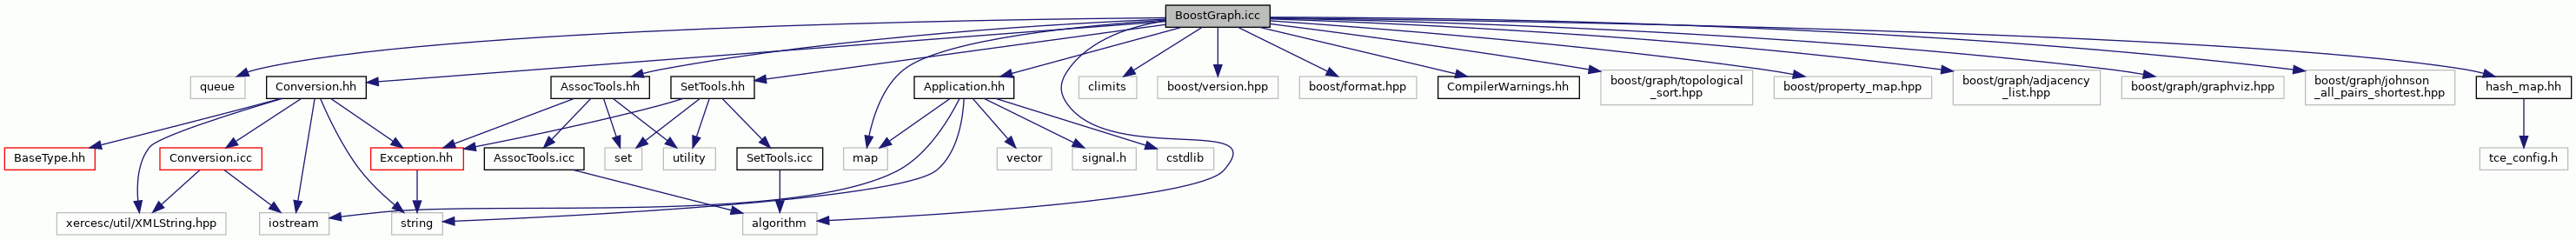 BoostGraph.icc
queue
Conversion.hh
AssocTools.hh
SetTools.hh
Application.hh
climits
boost/version.hpp
boost/format.hpp
CompilerWarnings.hh
boost/graph/topological
_sort.hpp
boost/property_map.hpp
boost/graph/adjacency
_list.hpp
boost/graph/graphviz.hpp
boost/graph/johnson
_all_pairs_shortest.hpp
hash_map.hh
BaseType.hh
Conversion.icc
Exception.hh
AssocTools.icc
set
utility
SetTools.icc
map
vector
signal.h
cstdlib
tce_config.h
xercesc/util/XMLString.hpp
iostream
string
algorithm